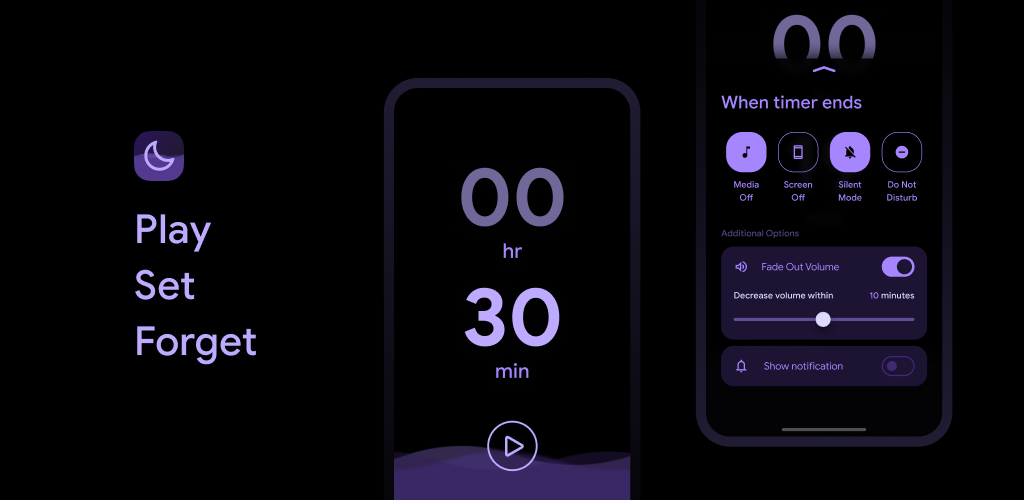 Play
Set
Forget
00
hr
30
min
00
When timer ends
Media Off
Screen Off
Silent Mode
Do Not Disturb
Additional Options
Fade Out Volume
Decrease volume within 10 minutes
Show notification